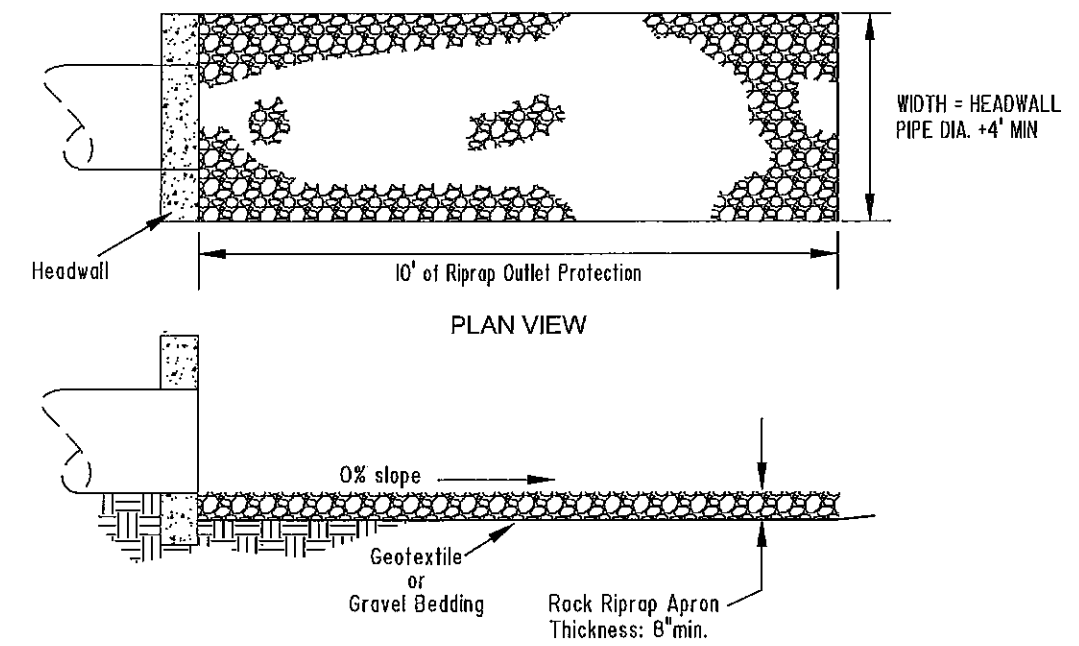 WIDTH = HEADWALL
PIPE DIA. +4' MIN
Headwall
10' of Riprap Outlet Protection
PLAN VIEW
0% slope
Geotextile
or
Gravel Bedding
Rock Riprap Apron
Thickness: 8"min.